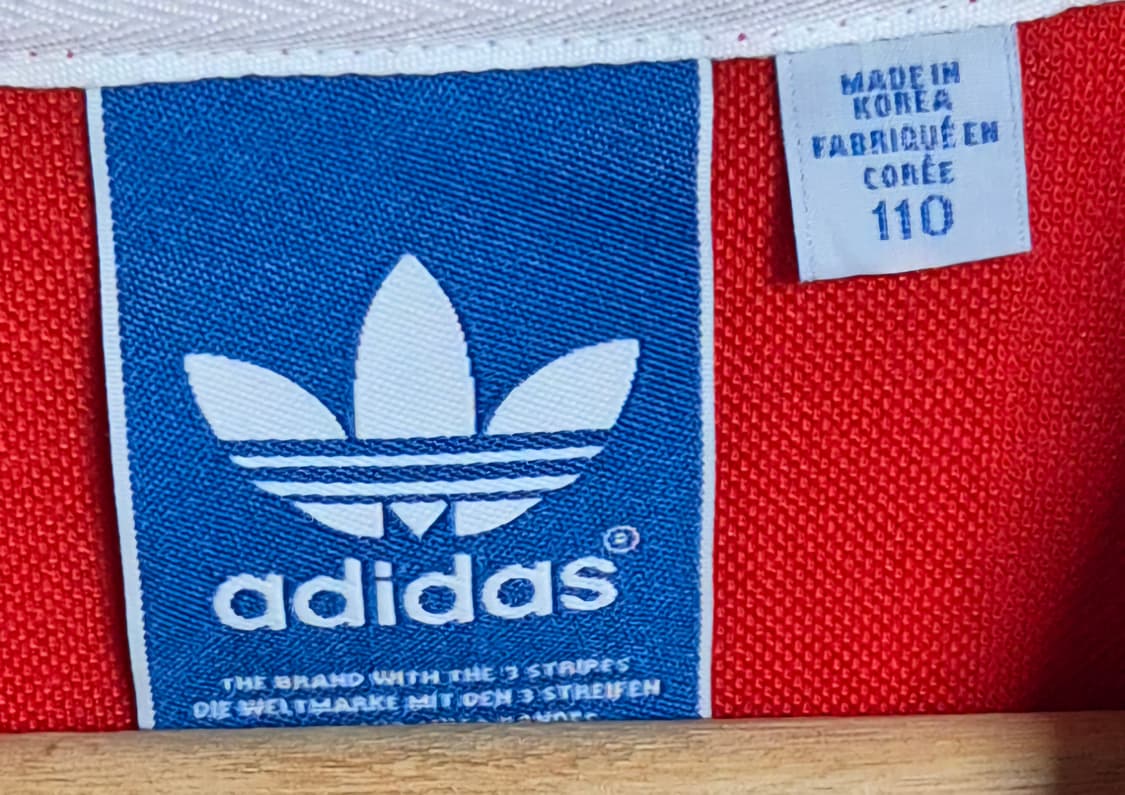 adidas®
THE BRAND WITH THE 3 STRIPES
DIE WELTMARKE MIT DEN 3 STREIFEN
MADE IN
KOREA
FABRIQUÉ EN
CORÉE
110